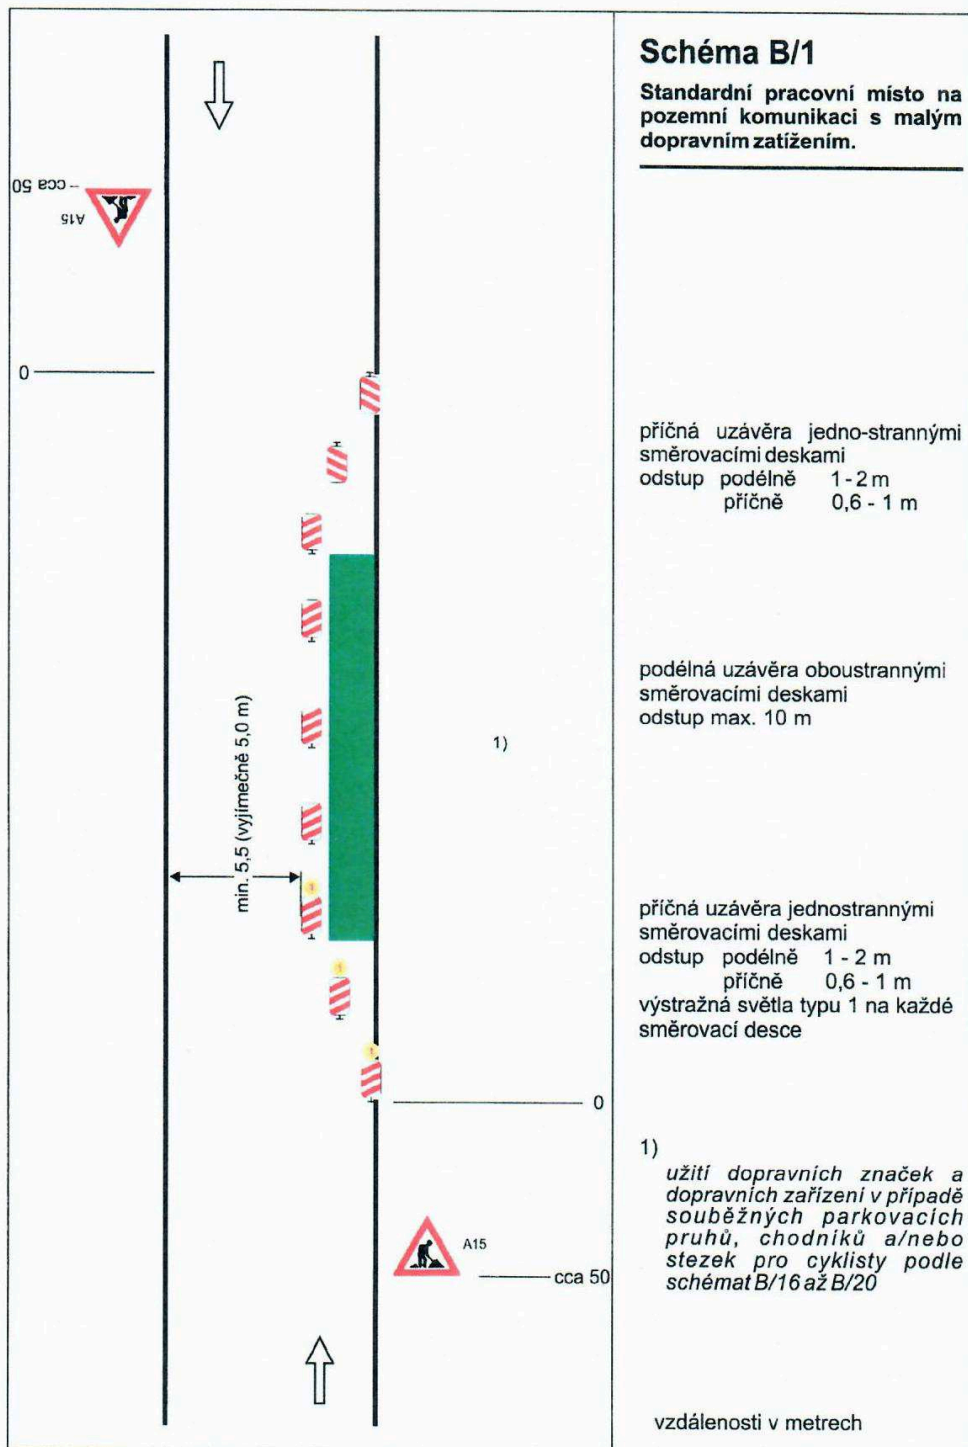 Schéma B/1
Standardní pracovní místo na
pozemní komunikaci s malým
dopravním zatížením.
– cca 50
A15
0
příčná uzávěra jedno-strannými
směrovacími deskami
odstup podélně 1 - 2 m
příčně 0,6 - 1 m
podélná uzávěra oboustrannými
směrovacími deskami
odstup max. 10 m
min. 5,5 (vyjímečně 5,0 m)
1)
příčná uzávěra jednostrannými
směrovacími deskami
odstup podélně 1 - 2 m
příčně 0,6 - 1 m
výstražná světla typu 1 na každé
směrovací desce
1
1
1
0
1)
užití dopravních značek a
dopravních zařízení v případě
souběžných parkovacích
pruhů, chodníků a/nebo
stezek pro cyklisty podle
schémat B/16 až B/20
A15
cca 50
vzdálenosti v metrech